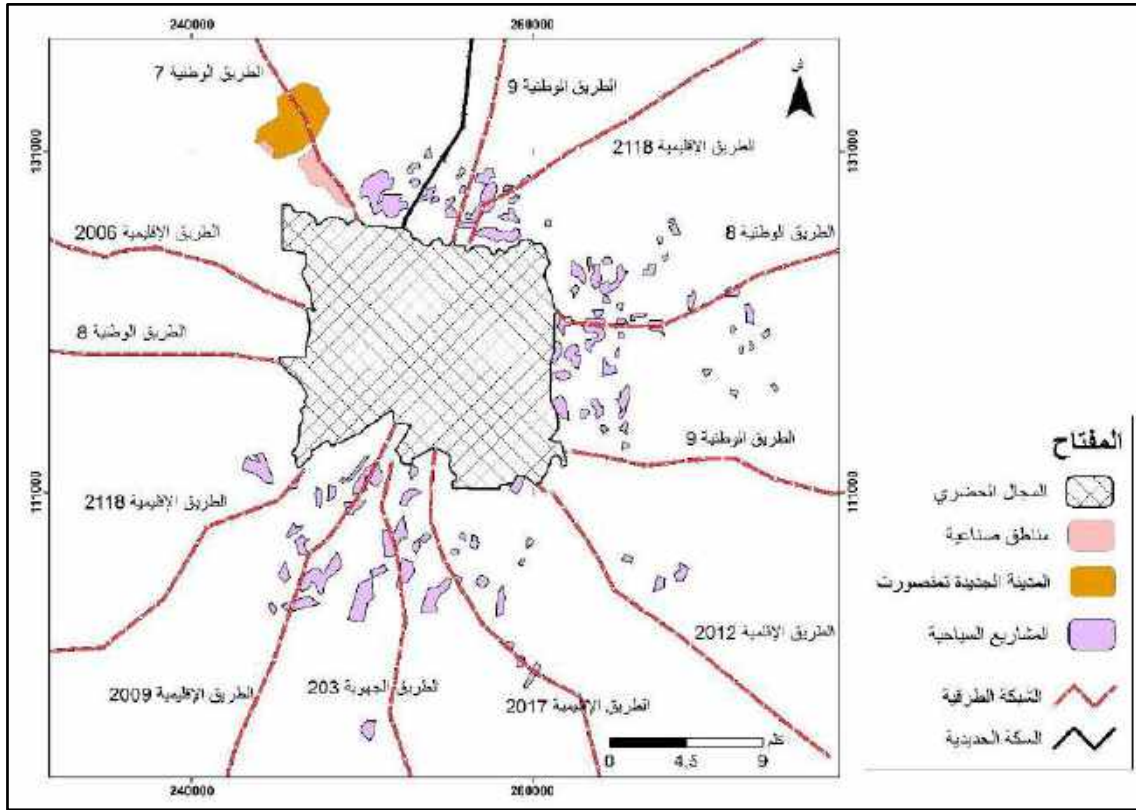 240000
260000
الطريق الوطنية 7
الطريق الوطنية 9
الطريق الإقليمية 2118
ش
131000
131000
الطريق الإقليمية 2006
الطريق الوطنية 8
الطريق الوطنية 8
الطريق الوطنية 9
111000
111000
الطريق الإقليمية 2118
الطريق الإقليمية 2012
الطريق الإقليمية 2009
الطريق الجهوية 203
الطريق الإقليمية 2017
كلم
0
4,5
9
240000
260000
المفتاح
المجال الحضري
مناطق صناعية
المدينة الجديدة تمنصورت
المشاريع السياحية
الشبكة الطرقية
السكة الحديدية